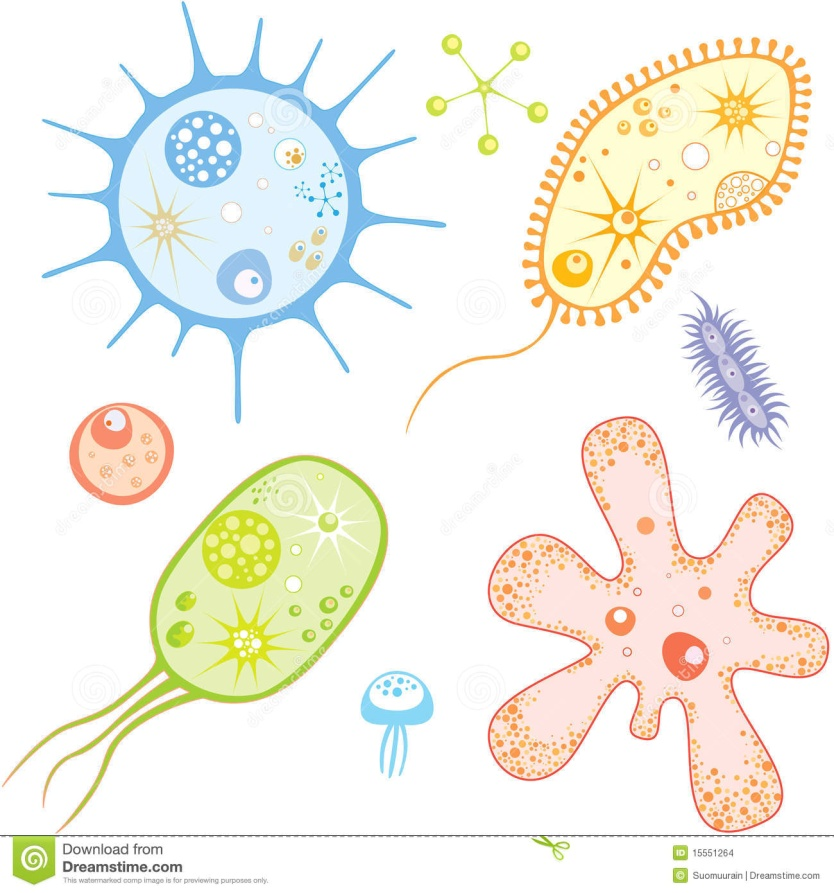 Download from
Dreamstime.com
This watermarked comp image is for previewing purposes only.
ID 15551264
© Suomuurain | Dreamstime.com